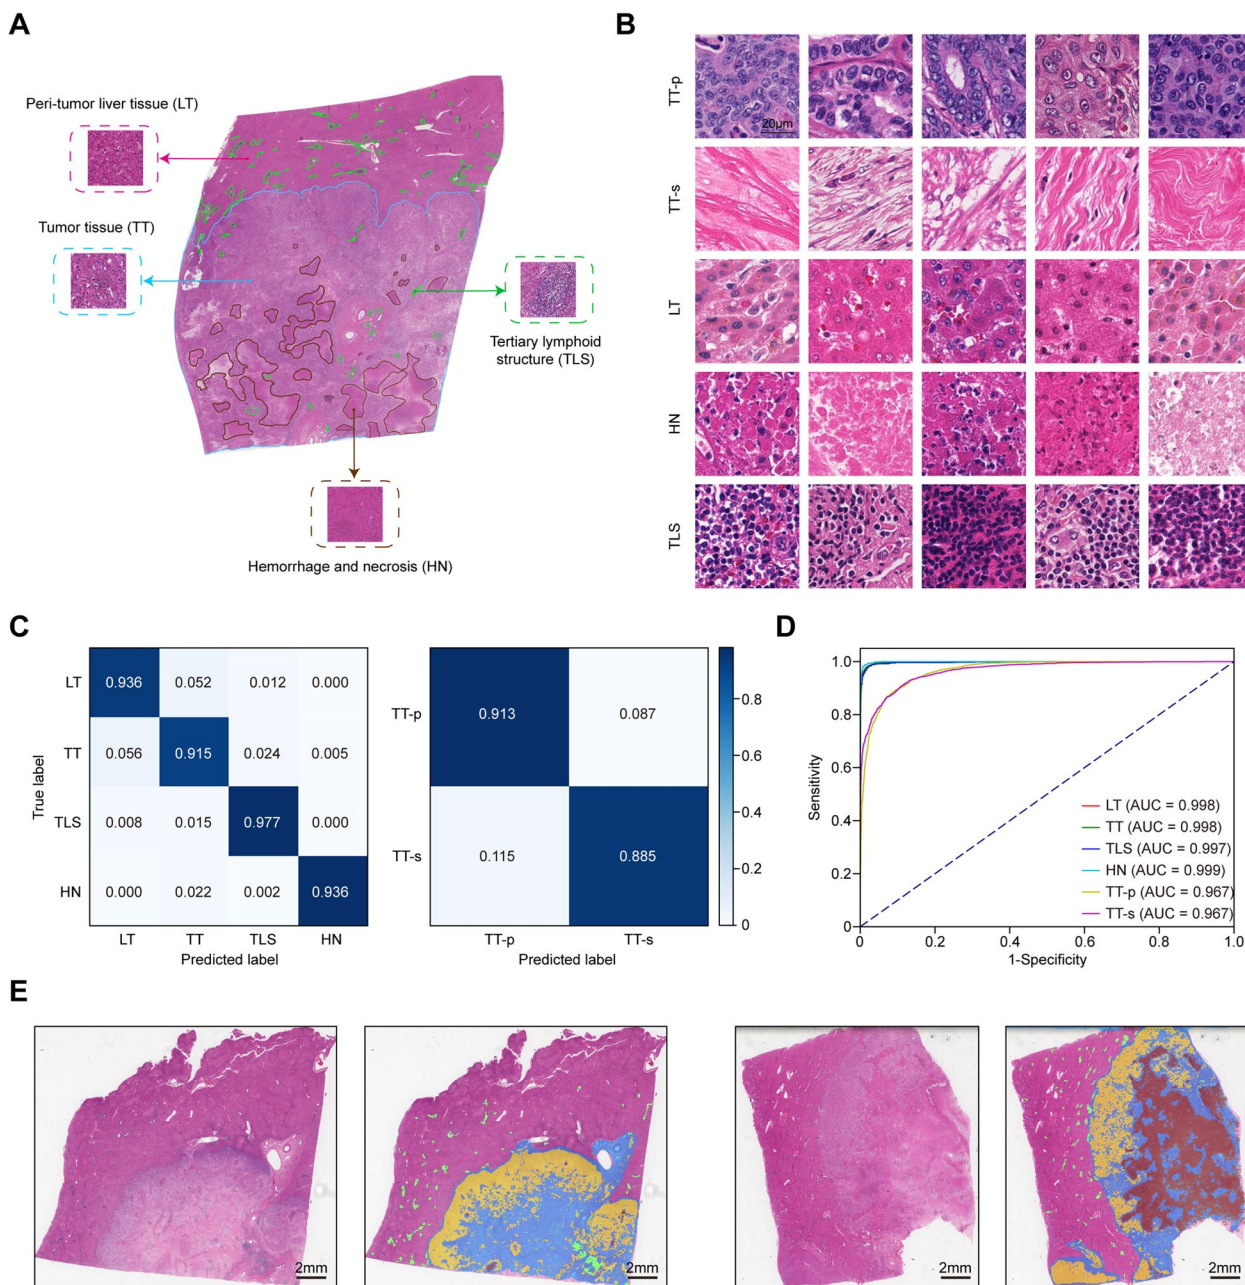 A
Peri-tumor liver tissue (LT)
Tumor tissue (TT)
Tertiary lymphoid
structure (TLS)
Hemorrhage and necrosis (HN)
B
TT-p
20μm
TT-s
LT
HN
TLS
C
True label
LT
0.936 0.052 0.012 0.000
TT
0.056 0.915 0.024 0.005
TLS
0.008 0.015 0.977 0.000
HN
0.000 0.022 0.002 0.936
LT TT TLS HN
Predicted label
TT-p
0.913 0.087
TT-s
0.115 0.885
TT-p TT-s
Predicted label
0.8
0.6
0.4
0.2
0
D
Sensitivity
1.0
0.8
0.6
0.4
0.2
0
0 0.2 0.4 0.6 0.8 1.0
1-Specificity
LT (AUC = 0.998)
TT (AUC = 0.998)
TLS (AUC = 0.997)
HN (AUC = 0.999)
TT-p (AUC = 0.967)
TT-s (AUC = 0.967)
E
2mm
2mm
2mm
2mm